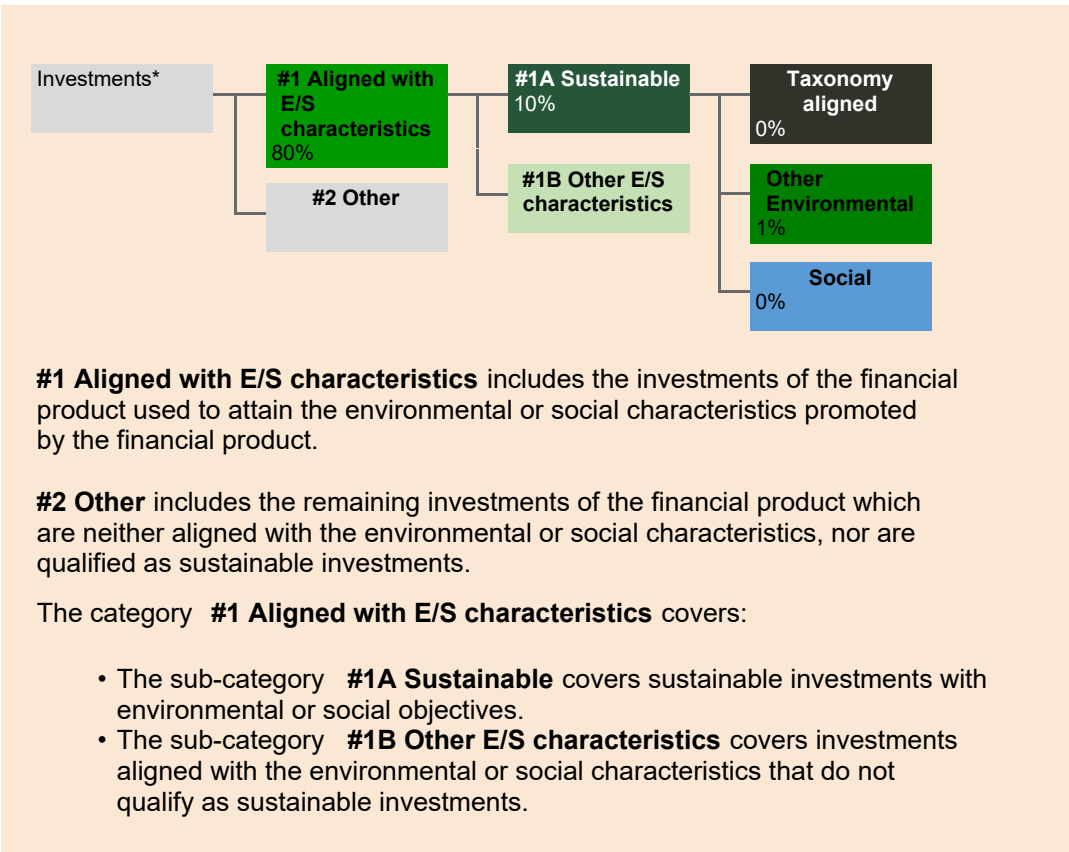 Investments*
#1 Aligned with
E/S
characteristics
80%
#2 Other
#1A Sustainable
10%
#1B Other E/S
characteristics
Taxonomy
aligned
0%
Other
Environmental
1%
Social
0%
#1 Aligned with E/S characteristics includes the investments of the financial
product used to attain the environmental or social characteristics promoted
by the financial product.
#2 Other includes the remaining investments of the financial product which
are neither aligned with the environmental or social characteristics, nor are
qualified as sustainable investments.
The category #1 Aligned with E/S characteristics covers:
• The sub-category #1A Sustainable covers sustainable investments with
environmental or social objectives.
• The sub-category #1B Other E/S characteristics covers investments
aligned with the environmental or social characteristics that do not
qualify as sustainable investments.